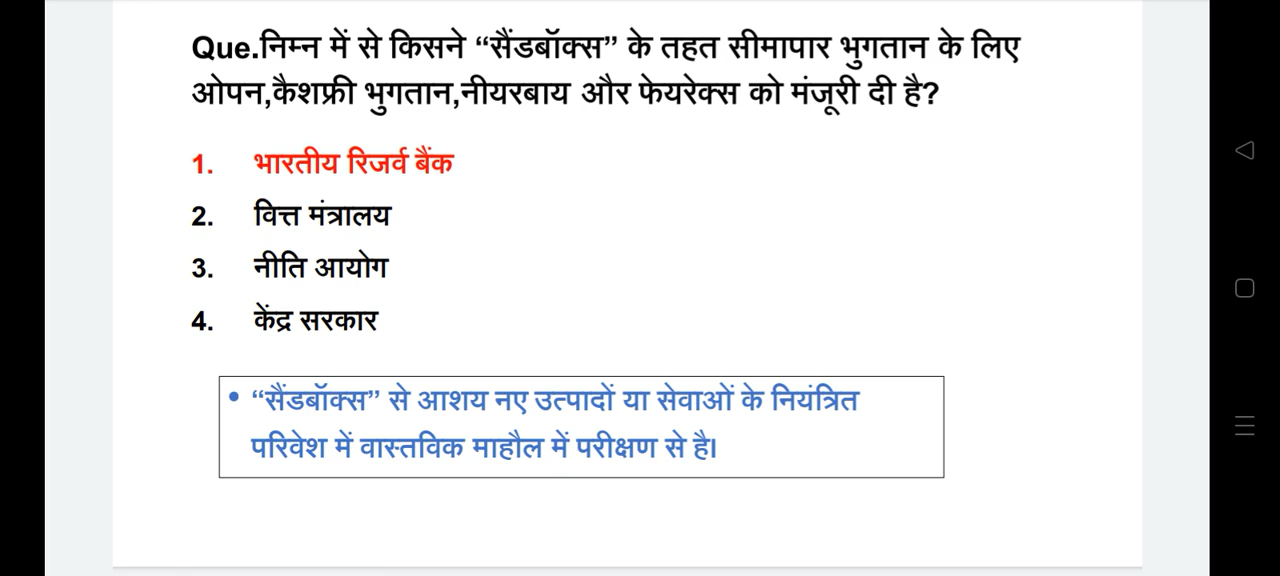 Que.निम्न में से किसने “सैंडबॉक्स” के तहत सीमापार भुगतान के लिए
ओपन,कैशफ्री भुगतान,नीयरबाय और फेयरेक्स को मंजूरी दी है?
1. भारतीय रिजर्व बैंक
2. वित्त मंत्रालय
3. नीति आयोग
4. केंद्र सरकार
• “सैंडबॉक्स” से आशय नए उत्पादों या सेवाओं के नियंत्रित
परिवेश में वास्तविक माहौल में परीक्षण से है।